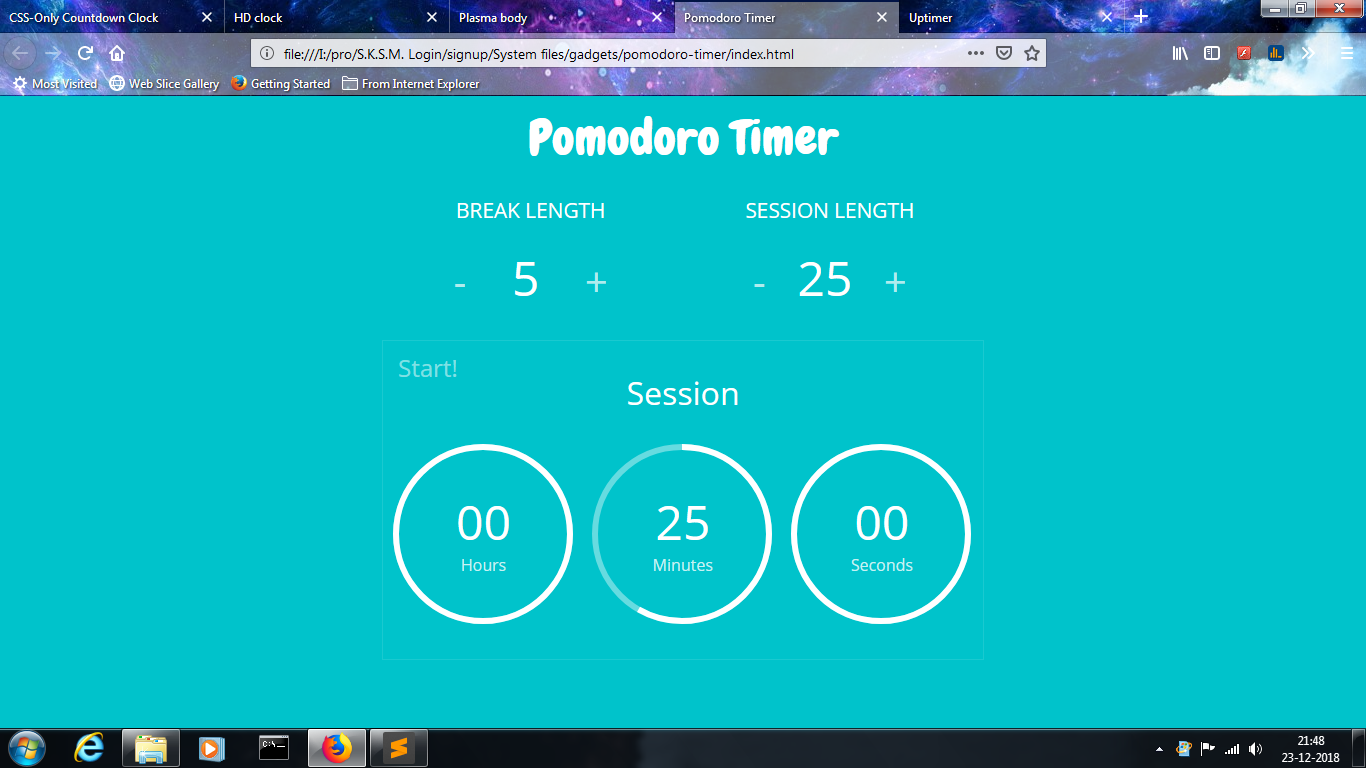 CSS-Only Countdown Clock HD clock Plasma body Pomodoro Timer Uptimer
file:///I:/pro/S.K.S.M. Login/signup/System files/gadgets/pomodoro-timer/index.html
Most Visited Web Slice Gallery Getting Started From Internet Explorer
Pomodoro Timer
BREAK LENGTH SESSION LENGTH
- 5 + - 25 +
Start!
Session
00 25 00
Hours Minutes Seconds
21:48
23-12-2018